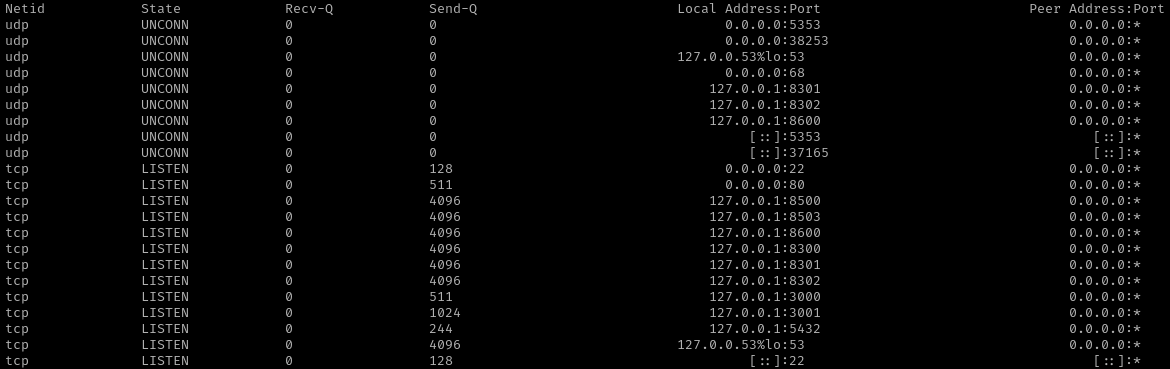 Netid State Recv-Q Send-Q Local Address:Port Peer Address:Port
udp UNCONN 0 0 0.0.0.0:5353 0.0.0.0:*
udp UNCONN 0 0 0.0.0.0:38253 0.0.0.0:*
udp UNCONN 0 0 127.0.0.53%lo:53 0.0.0.0:*
udp UNCONN 0 0 0.0.0.0:68 0.0.0.0:*
udp UNCONN 0 0 127.0.0.1:8301 0.0.0.0:*
udp UNCONN 0 0 127.0.0.1:8302 0.0.0.0:*
udp UNCONN 0 0 127.0.0.1:8600 0.0.0.0:*
udp UNCONN 0 0 [::]:5353 [::]:*
udp UNCONN 0 0 [::]:37165 [::]:*
tcp LISTEN 0 128 0.0.0.0:22 0.0.0.0:*
tcp LISTEN 0 511 0.0.0.0:80 0.0.0.0:*
tcp LISTEN 0 4096 127.0.0.1:8500 0.0.0.0:*
tcp LISTEN 0 4096 127.0.0.1:8503 0.0.0.0:*
tcp LISTEN 0 4096 127.0.0.1:8600 0.0.0.0:*
tcp LISTEN 0 4096 127.0.0.1:8300 0.0.0.0:*
tcp LISTEN 0 4096 127.0.0.1:8301 0.0.0.0:*
tcp LISTEN 0 4096 127.0.0.1:8302 0.0.0.0:*
tcp LISTEN 0 511 127.0.0.1:3000 0.0.0.0:*
tcp LISTEN 0 1024 127.0.0.1:3001 0.0.0.0:*
tcp LISTEN 0 244 127.0.0.1:5432 0.0.0.0:*
tcp LISTEN 0 4096 127.0.0.53%lo:53 0.0.0.0:*
tcp LISTEN 0 128 [::]:22 [::]:*